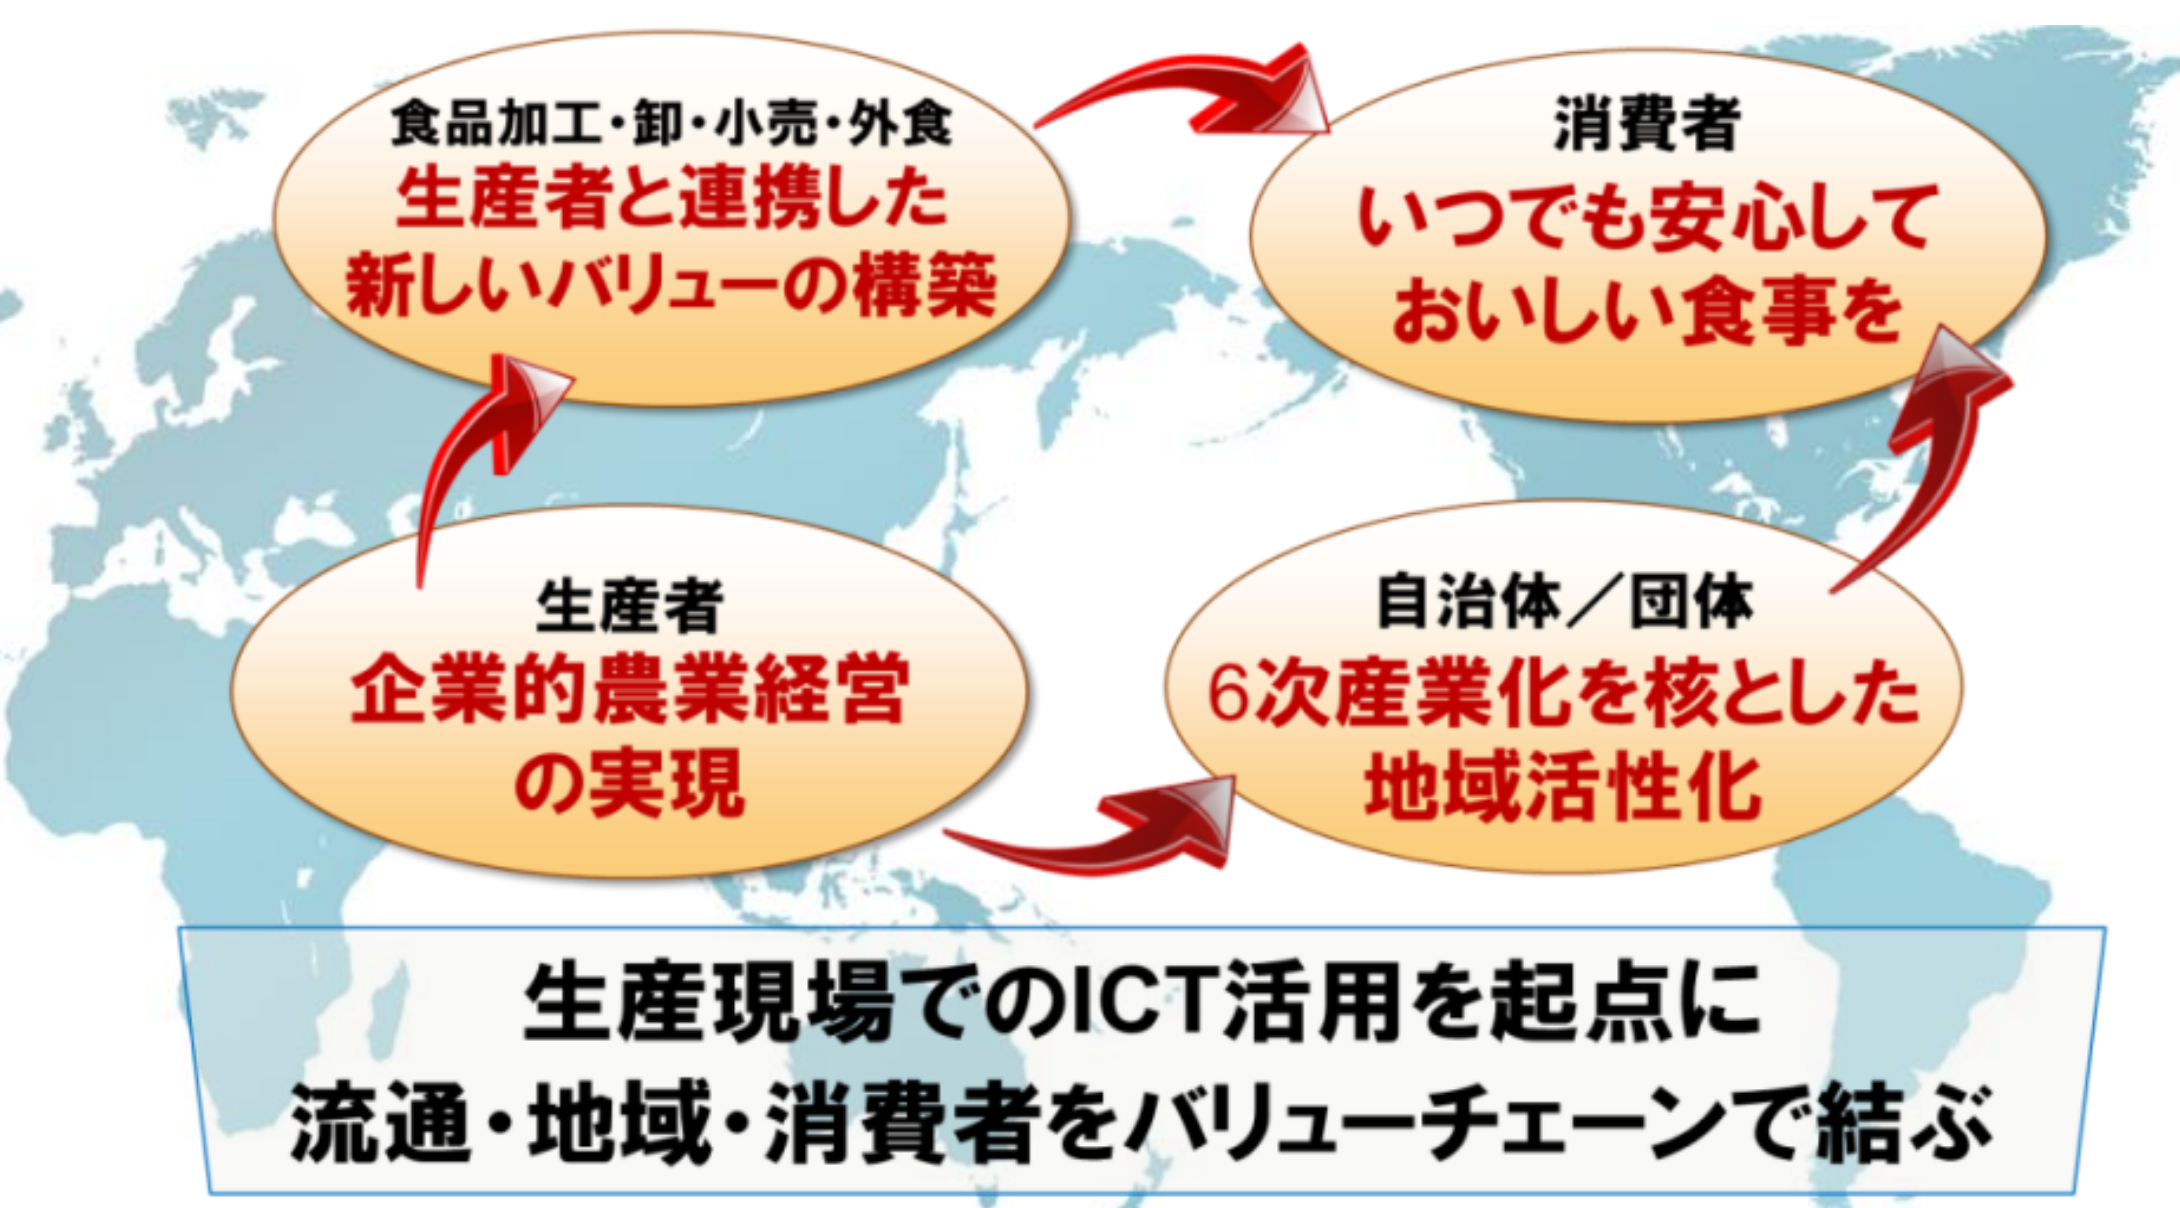 食品加工・卸・小売・外食
生産者と連携した
新しいバリューの構築
消費者
いつでも安心して
おいしい食事を
生産者
企業的農業経営
の実現
自治体／団体
6次産業化を核とした
地域活性化
生産現場でのICT活用を起点に
流通・地域・消費者をバリューチェーンで結ぶ